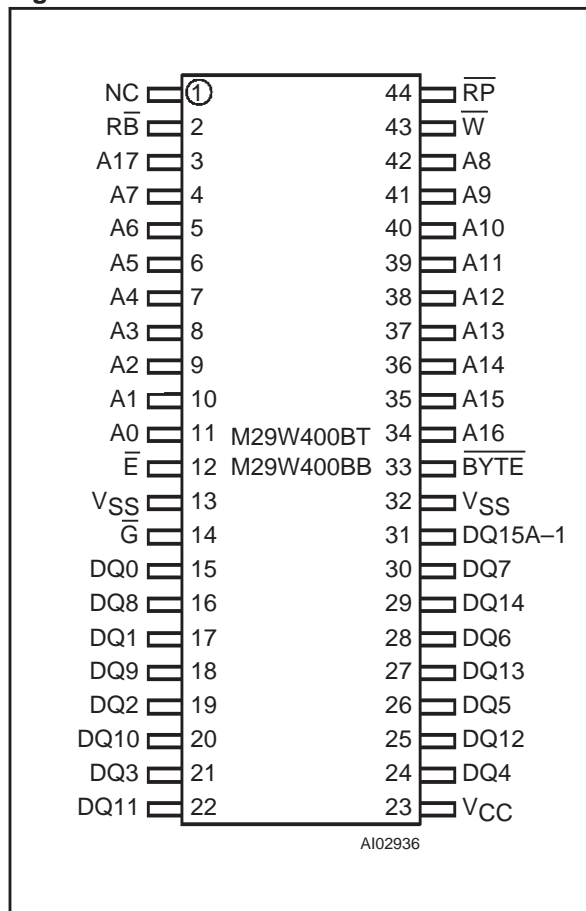 NC 1 44 R̅P̅
RB̅ 2 43 W̅
A17 3 42 A8
A7 4 41 A9
A6 5 40 A10
A5 6 39 A11
A4 7 38 A12
A3 8 37 A13
A2 9 36 A14
A1 10 35 A15
A0 11 M29W400BT 34 A16
E̅ 12 M29W400BB 33 B̅Y̅T̅E̅
VSS 13 32 VSS
G̅ 14 31 DQ15A–1
DQ0 15 30 DQ7
DQ8 16 29 DQ14
DQ1 17 28 DQ6
DQ9 18 27 DQ13
DQ2 19 26 DQ5
DQ10 20 25 DQ12
DQ3 21 24 DQ4
DQ11 22 23 VCC
AI02936